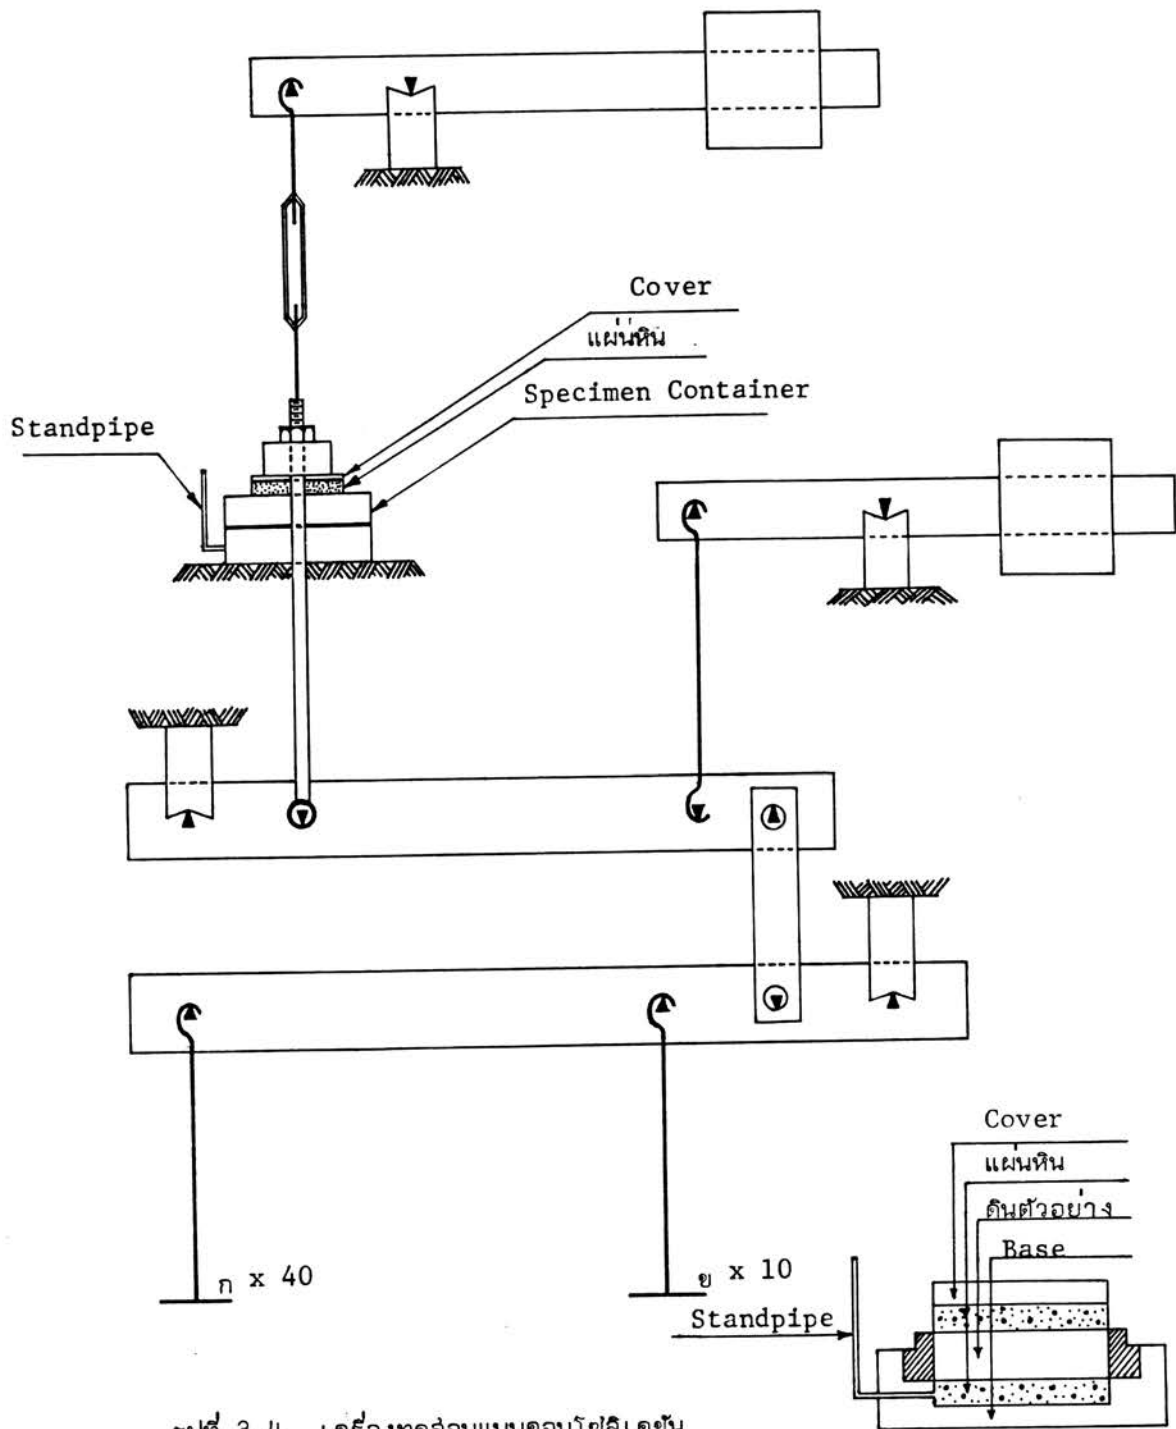 Cover
แผ่นหิน
Specimen Container
Standpipe
ก x 40
ข x 10
Cover
แผ่นหิน
ดินตัวอย่าง
Base
Standpipe